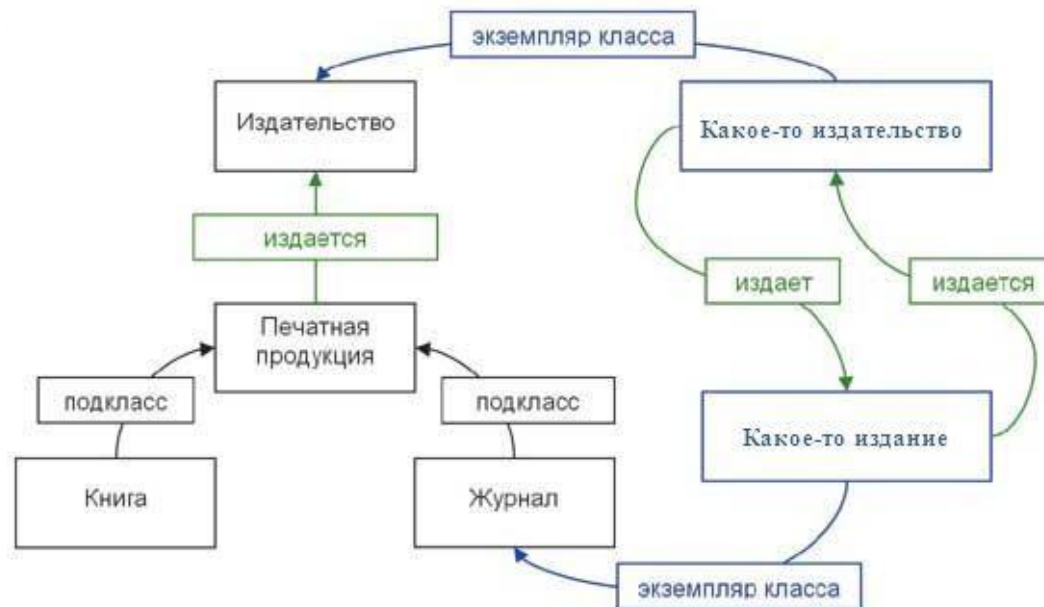 экземпляр класса
Издательство
Какое-то издательство
издается
издает
издается
Печатная
продукция
подкласс
подкласс
Какое-то издание
Книга
Журнал
экземпляр класса